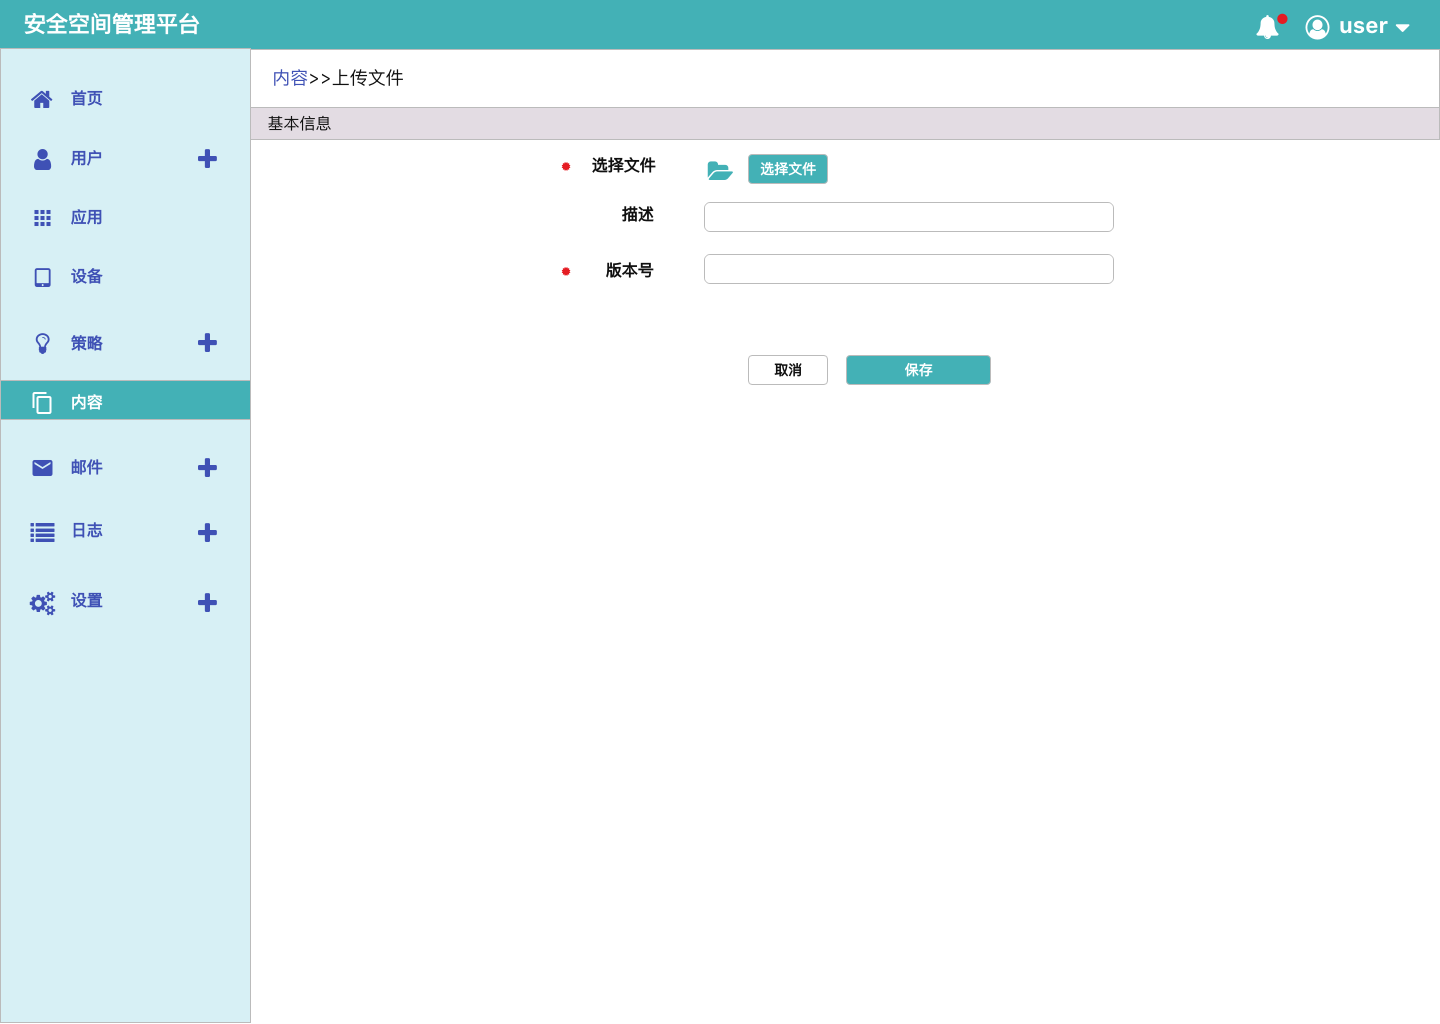 安全空间管理平台
user
首页
用户
应用
设备
策略
内容
邮件
日志
设置
内容>>上传文件
基本信息
选择文件 选择文件
描述
版本号
取消 保存